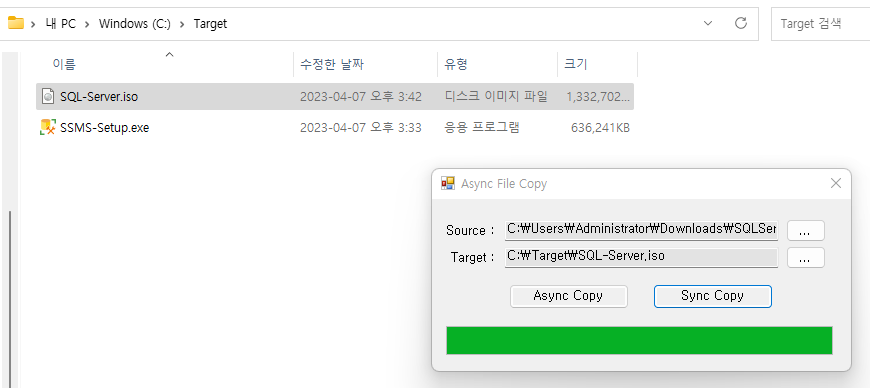 내 PC > Windows (C:) > Target
Target 검색
이름 수정한 날짜 유형 크기
SQL-Server.iso 2023-04-07 오후 3:42 디스크 이미지 파일 1,332,702...
SSMS-Setup.exe 2023-04-07 오후 3:33 응용 프로그램 636,241KB
Async File Copy
Source : C:₩Users₩Administrator₩Downloads₩SQLSer ...
Target : C:₩Target₩SQL-Server.iso ...
Async Copy Sync Copy